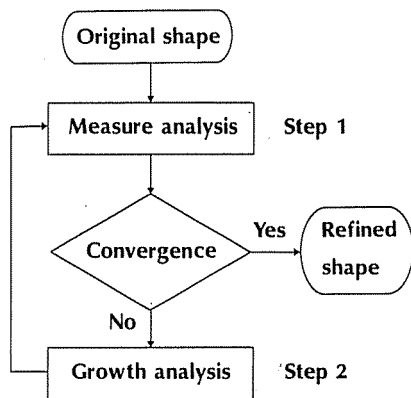 Original shape
Measure analysis Step 1
Convergence
Yes
Refined
shape
No
Growth analysis Step 2